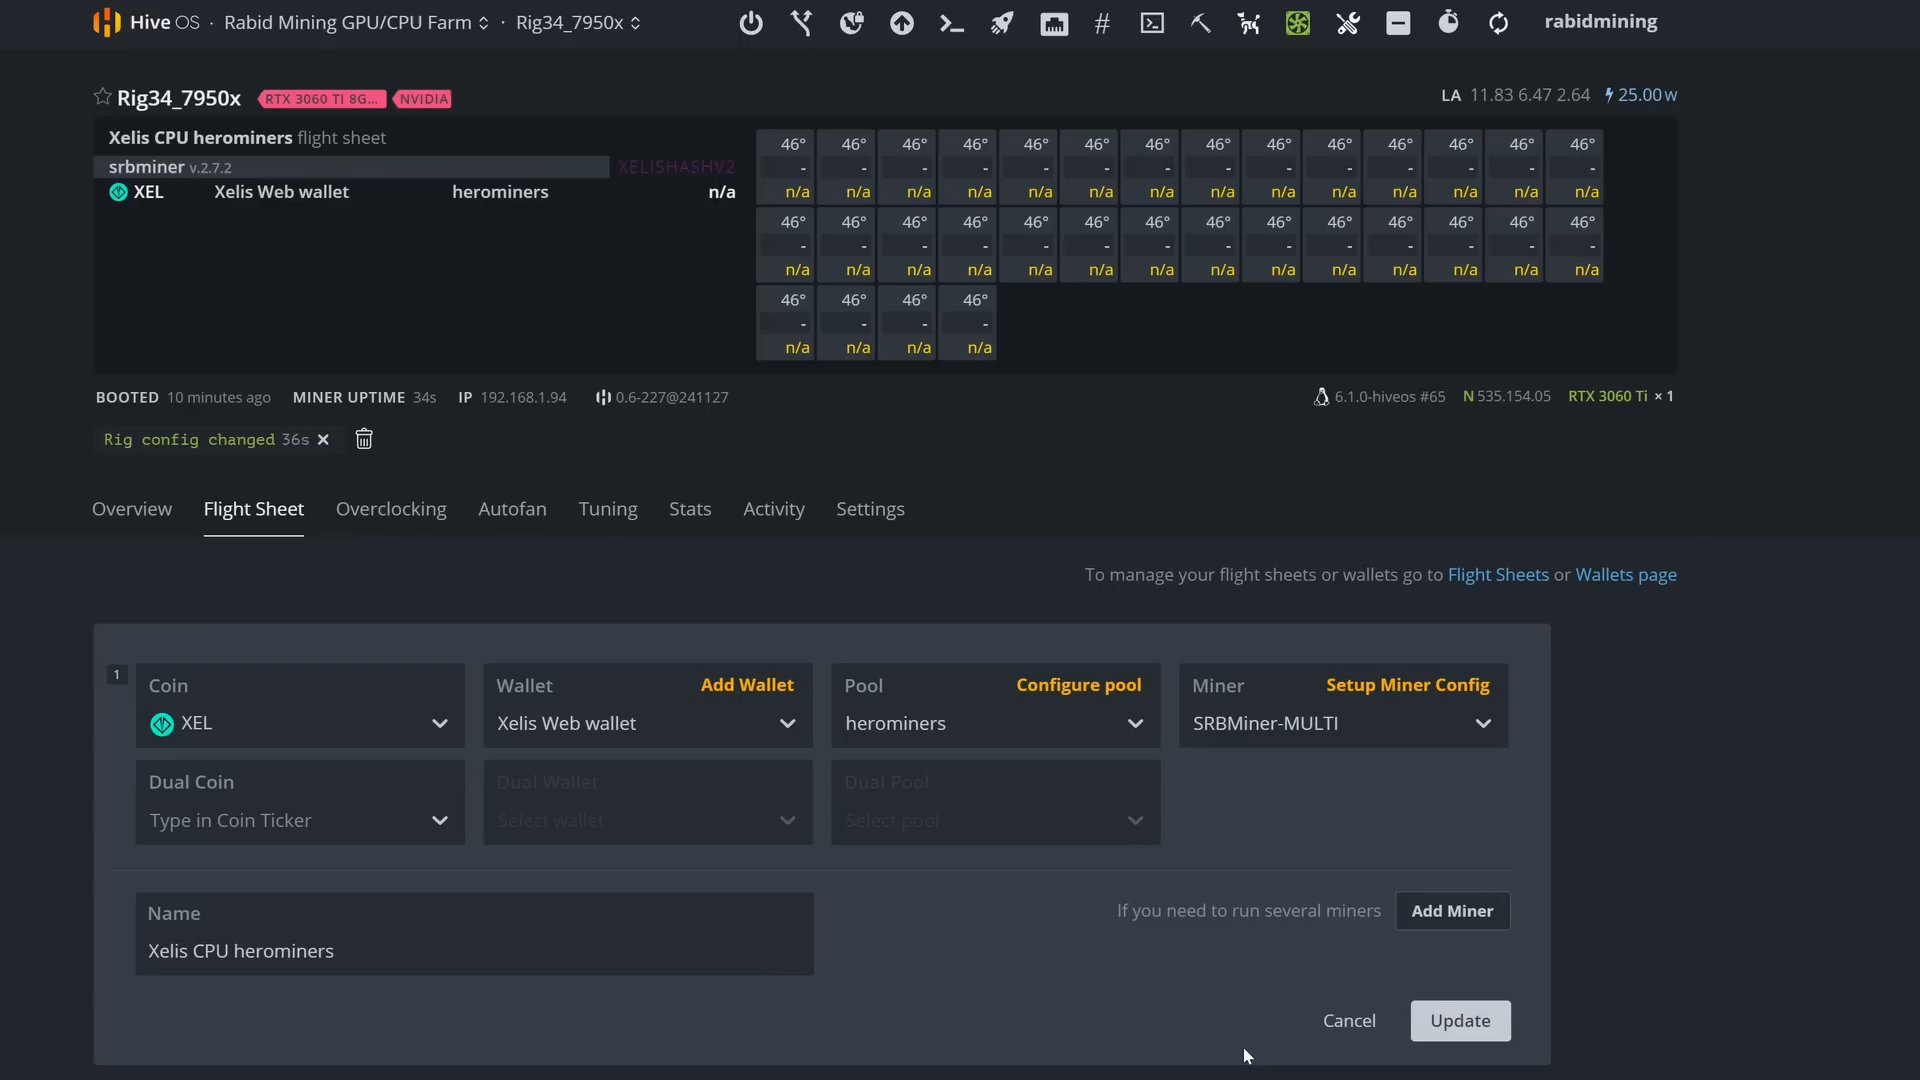 Hive OS · Rabid Mining GPU/CPU Farm · Rig34_7950x # rabidmining
Rig34_7950x RTX 3060 TI 8G... NVIDIA LA 11.83 6.47 2.64 25.00 W
Xelis CPU herominers flight sheet
srbminer v.2.7.2 XELISHASHV2
XEL Xelis Web wallet herominers n/a
46° 46° 46° 46° 46° 46° 46° 46° 46° 46° 46° 46° 46° 46°
- - - - - - - - - - - - - -
n/a n/a n/a n/a n/a n/a n/a n/a n/a n/a n/a n/a n/a n/a
46° 46° 46° 46° 46° 46° 46° 46° 46° 46° 46° 46° 46° 46°
- - - - - - - - - - - - - -
n/a n/a n/a n/a n/a n/a n/a n/a n/a n/a n/a n/a n/a n/a
46° 46° 46° 46°
- - - -
n/a n/a n/a n/a
BOOTED 10 minutes ago MINER UPTIME 34s IP 192.168.1.94 0.6-227@241127 6.1.0-hiveos #65 N 535.154.05 RTX 3060 Ti × 1
Rig config changed 36s ×
Overview Flight Sheet Overclocking Autofan Tuning Stats Activity Settings
To manage your flight sheets or wallets go to Flight Sheets or Wallets page
1
Coin Wallet Add Wallet Pool Configure pool Miner Setup Miner Config
XEL Xelis Web wallet herominers SRBMiner-MULTI
Dual Coin Dual Wallet Dual Pool
Type in Coin Ticker Select wallet Select pool
Name
Xelis CPU herominers
If you need to run several miners Add Miner
Cancel Update